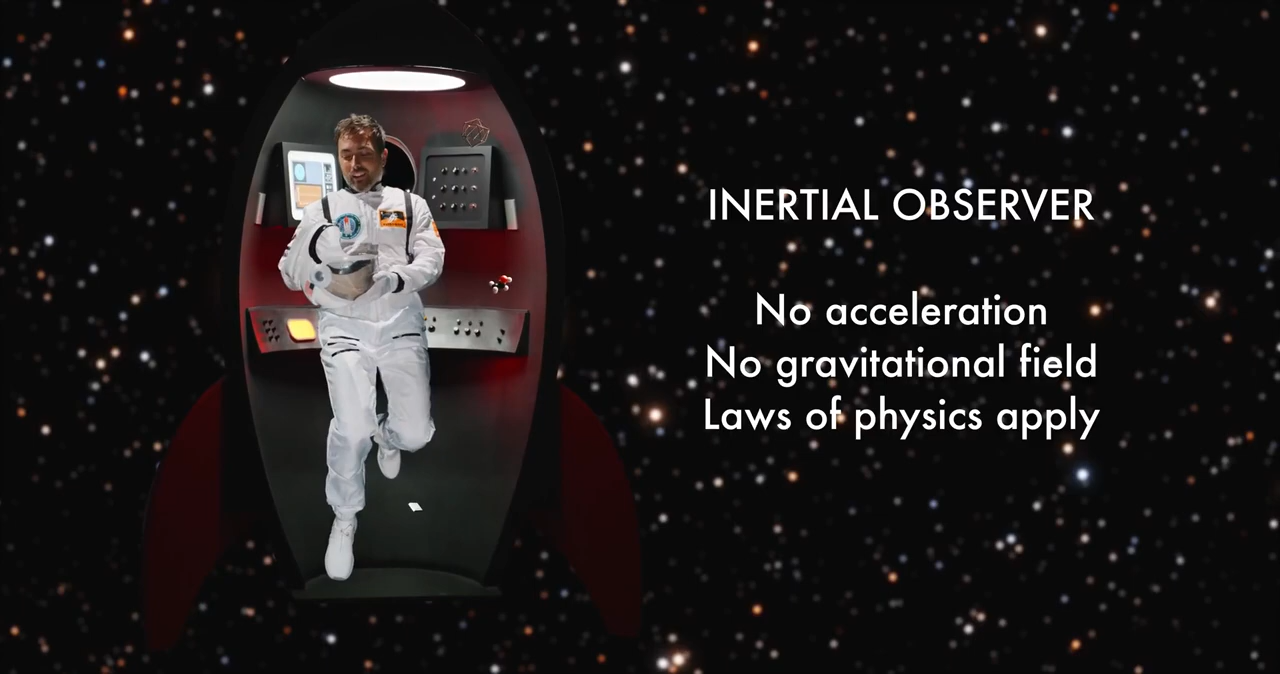 INERTIAL OBSERVER
No acceleration
No gravitational field
Laws of physics apply